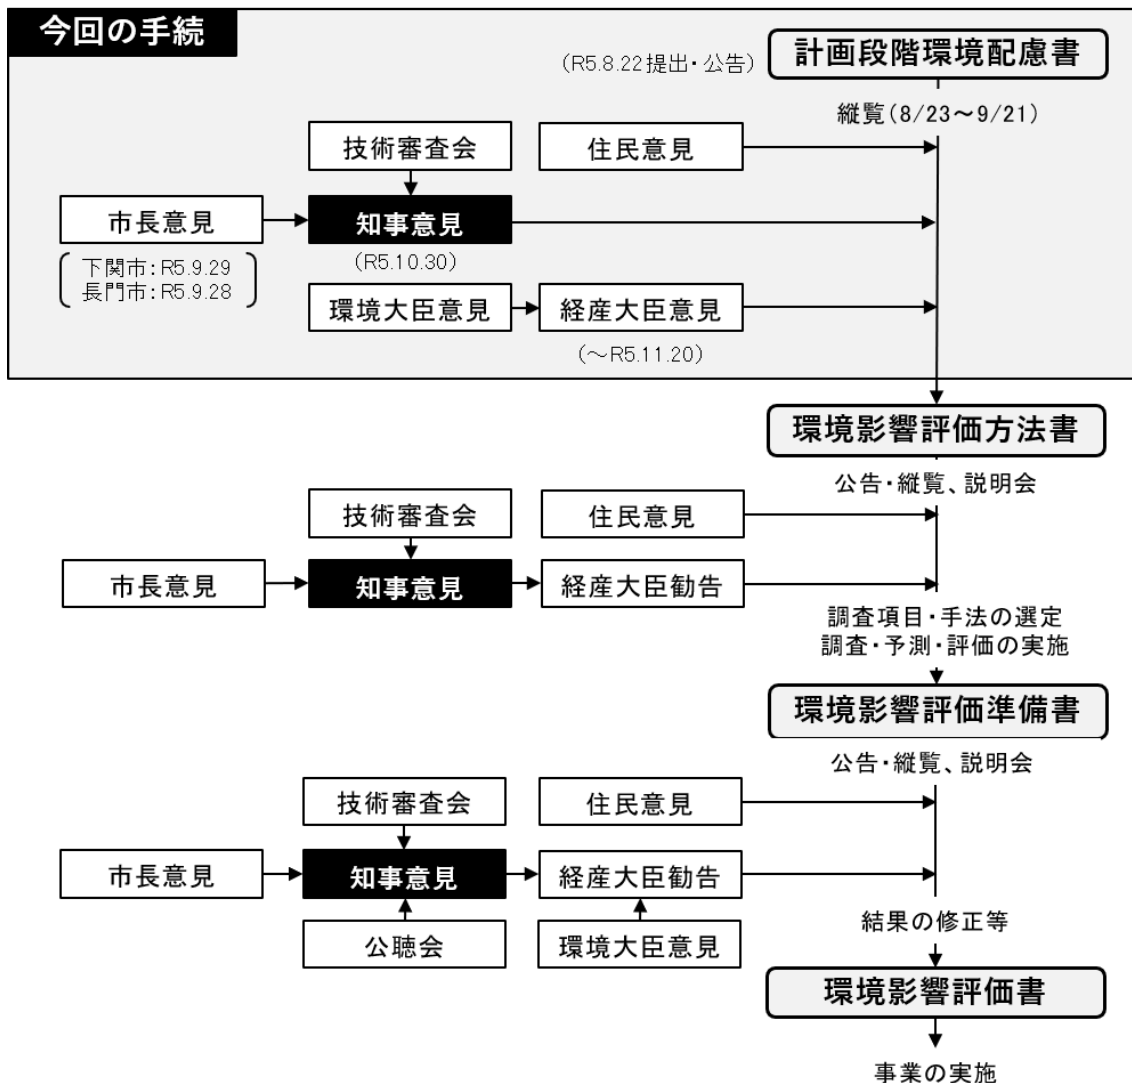 今回の手続
計画段階環境配慮書
(R5.8.22提出・公告)
縦覧(8/23～9/21)
技術審査会
住民意見
市長意見
知事意見
下関市：R5.9.29
長門市：R5.9.28
(R5.10.30)
環境大臣意見
経産大臣意見
(～R5.11.20)
環境影響評価方法書
公告・縦覧、説明会
技術審査会
住民意見
市長意見
知事意見
経産大臣勧告
調査項目・手法の選定
調査・予測・評価の実施
環境影響評価準備書
公告・縦覧、説明会
技術審査会
住民意見
市長意見
知事意見
経産大臣勧告
公聴会
環境大臣意見
結果の修正等
環境影響評価書
事業の実施